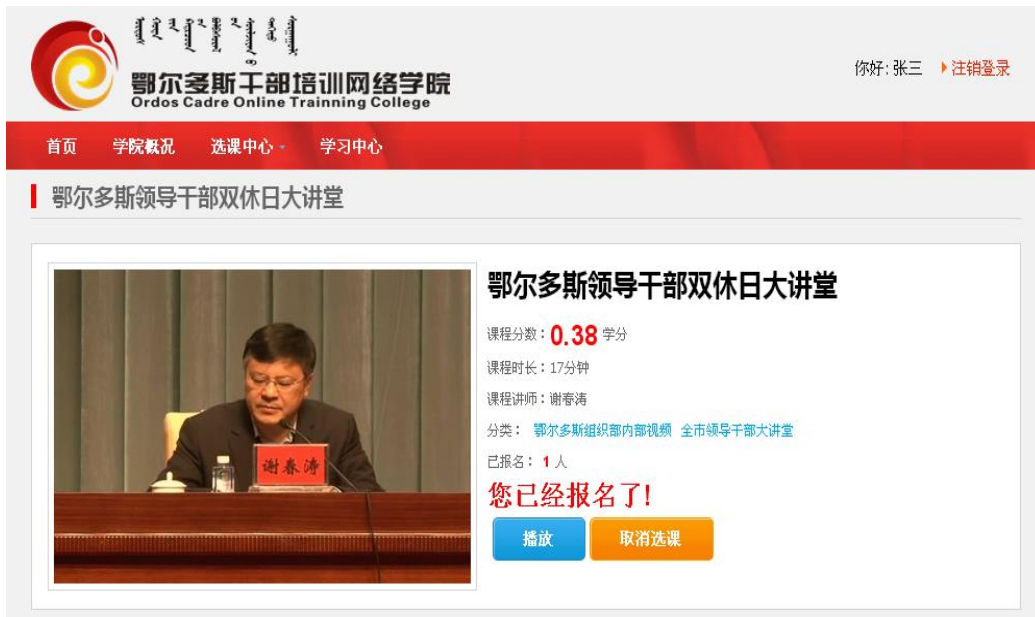 鄂尔多斯干部培训网络学院
Ordos Cadre Online Trainning College
你好: 张三 注销登录
首页 学院概况 选课中心 学习中心
鄂尔多斯领导干部双休日大讲堂
鄂尔多斯领导干部双休日大讲堂
课程分数：0.38 学分
课程时长：17分钟
课程讲师：谢春涛
分类： 鄂尔多斯组织部内部视频 全市领导干部大讲堂
已报名： 1 人
您已经报名了!
播放 取消选课
谢春涛